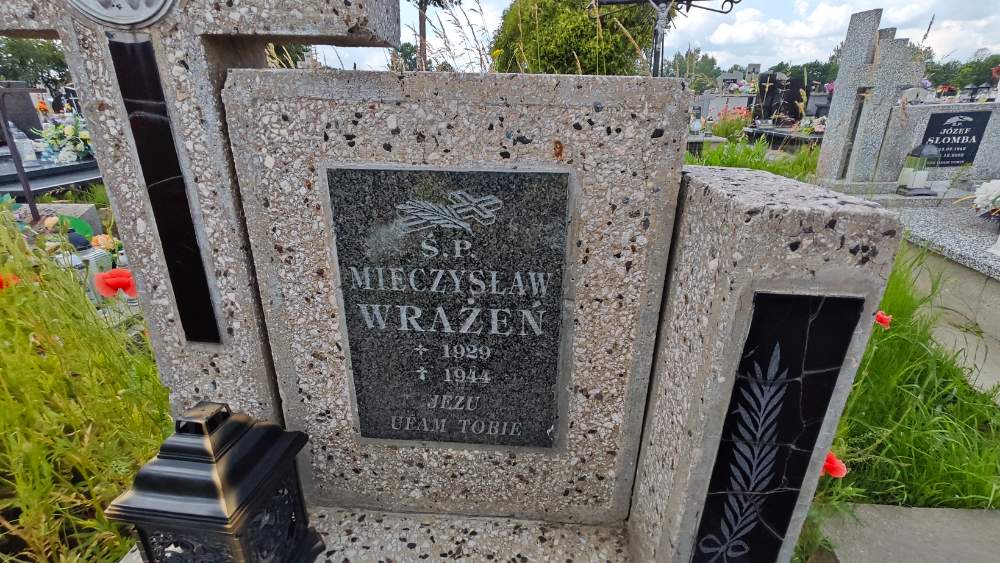 Ś.P.
MIECZYSŁAW
WRAŻEŃ
✝ 1929
✝ 1944
JEZU
UFAM TOBIE
Ś.P.
JÓZEF
SŁOMBA